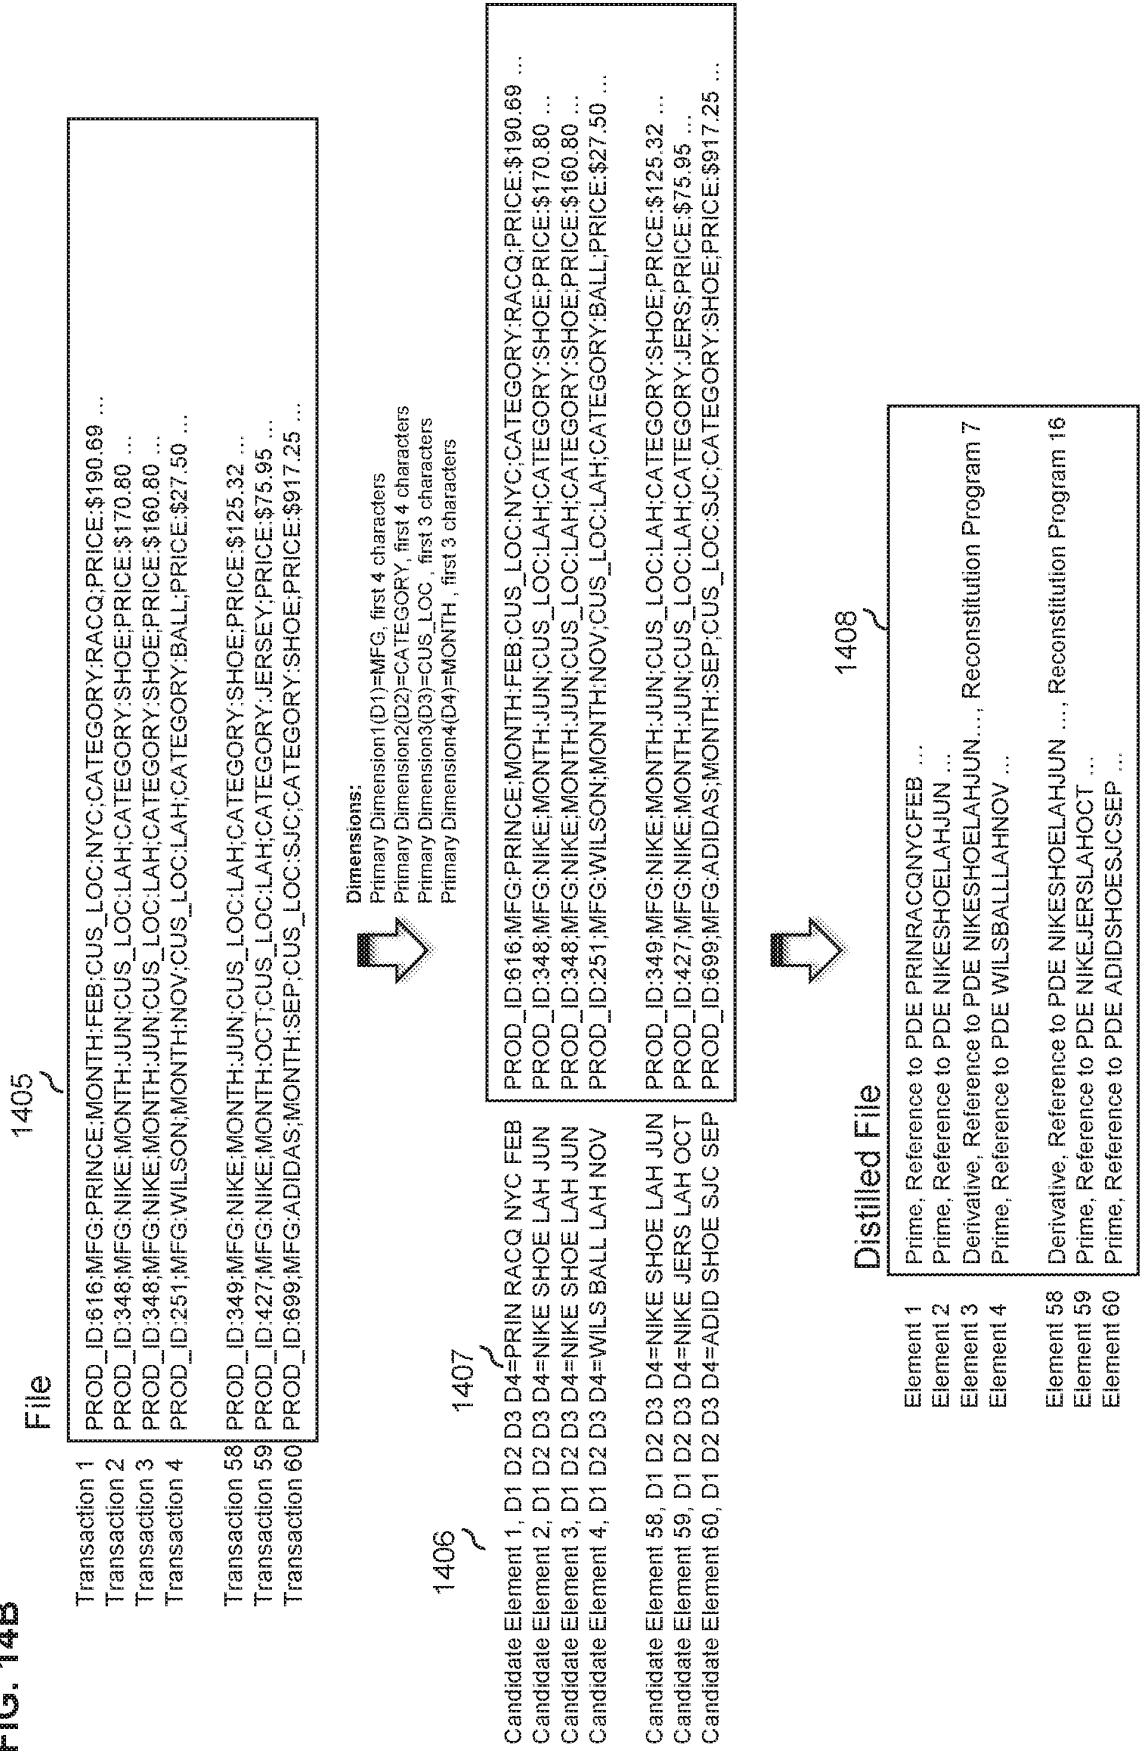 FIG. 14B
File
1405
Transaction 1 PROD_ID:616;MFG:PRINCE;MONTH:FEB;CUS_LOC:NYC;CATEGORY:RACQ;PRICE:$190.69 ...
Transaction 2 PROD_ID:348;MFG:NIKE;MONTH:JUN;CUS_LOC:LAH;CATEGORY:SHOE;PRICE:$170.80 ...
Transaction 3 PROD_ID:348;MFG:NIKE;MONTH:JUN;CUS_LOC:LAH;CATEGORY:SHOE;PRICE:$160.80 ...
Transaction 4 PROD_ID:251;MFG:WILSON;MONTH:NOV;CUS_LOC:LAH;CATEGORY:BALL;PRICE:$27.50 ...
Transaction 58 PROD_ID:349;MFG:NIKE;MONTH:JUN;CUS_LOC:LAH;CATEGORY:SHOE;PRICE:$125.32 ...
Transaction 59 PROD_ID:427;MFG:NIKE;MONTH:OCT;CUS_LOC:LAH;CATEGORY:JERSEY;PRICE:$75.95 ...
Transaction 60 PROD_ID:699;MFG:ADIDAS;MONTH:SEP;CUS_LOC:SJC;CATEGORY:SHOE;PRICE:$917.25 ...
Dimensions:
Primary Dimension1(D1)=MFG, first 4 characters
Primary Dimension2(D2)=CATEGORY, first 4 characters
Primary Dimension3(D3)=CUS_LOC , first 3 characters
Primary Dimension4(D4)=MONTH , first 3 characters
1406
1407
Candidate Element 1, D1 D2 D3 D4=PRIN RACQ NYC FEB PROD_ID:616;MFG:PRINCE;MONTH:FEB;CUS_LOC:NYC;CATEGORY:RACQ;PRICE:$190.69 ...
Candidate Element 2, D1 D2 D3 D4=NIKE SHOE LAH JUN PROD_ID:348;MFG:NIKE;MONTH:JUN;CUS_LOC:LAH;CATEGORY:SHOE;PRICE:$170.80 ...
Candidate Element 3, D1 D2 D3 D4=NIKE SHOE LAH JUN PROD_ID:348;MFG:NIKE;MONTH:JUN;CUS_LOC:LAH;CATEGORY:SHOE;PRICE:$160.80 ...
Candidate Element 4, D1 D2 D3 D4=WILS BALL LAH NOV PROD_ID:251;MFG:WILSON;MONTH:NOV;CUS_LOC:LAH;CATEGORY:BALL;PRICE:$27.50 ...
Candidate Element 58, D1 D2 D3 D4=NIKE SHOE LAH JUN PROD_ID:349;MFG:NIKE;MONTH:JUN;CUS_LOC:LAH;CATEGORY:SHOE;PRICE:$125.32 ...
Candidate Element 59, D1 D2 D3 D4=NIKE JERS LAH OCT PROD_ID:427;MFG:NIKE;MONTH:JUN;CUS_LOC:LAH;CATEGORY:JERS;PRICE:$75.95 ...
Candidate Element 60, D1 D2 D3 D4=ADID SHOE SJC SEP PROD_ID:699;MFG:ADIDAS;MONTH:SEP;CUS_LOC:SJC;CATEGORY:SHOE;PRICE:$917.25 ...
Distilled File
1408
Element 1 Prime, Reference to PDE PRINRACQNYCFEB ...
Element 2 Prime, Reference to PDE NIKESHOELAHJUN ...
Element 3 Derivative, Reference to PDE NIKESHOELAHJUN..., Reconstitution Program 7
Element 4 Prime, Reference to PDE WILSBALLLAHNOV ...
Element 58 Derivative, Reference to PDE NIKESHOELAHJUN ..., Reconstitution Program 16
Element 59 Prime, Reference to PDE NIKEJERSLAHOCT ...
Element 60 Prime, Reference to PDE ADIDSHOESJCSEP ...